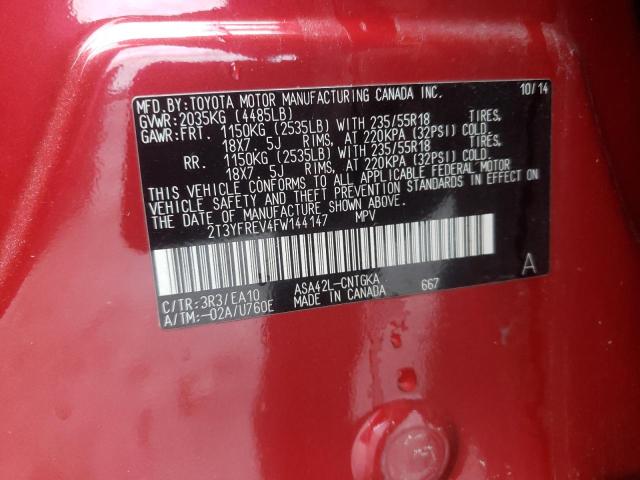 MFD.BY:TOYOTA MOTOR MANUFACTURING CANADA INC. 10/14
GVWR:2035KG (4485LB)
GAWR:FRT. 1150KG (2535LB) WITH 235/55R18 TIRES,
18X7.5J RIMS, AT 220KPA (32PSI) COLD.
RR. 1150KG (2535LB) WITH 235/55R18 TIRES,
18X7.5J RIMS, AT 220KPA (32PSI) COLD.
THIS VEHICLE CONFORMS TO ALL APPLICABLE FEDERAL MOTOR
VEHICLE SAFETY AND THEFT PREVENTION STANDARDS IN EFFECT ON
THE DATE OF MANUFACTURE SHOWN ABOVE.
2T3YFREV4FW144147 MPV
C/TR:3R3/EA10 ASA42L-CNTGKA 667 A
A/TM:-02A/U760E MADE IN CANADA